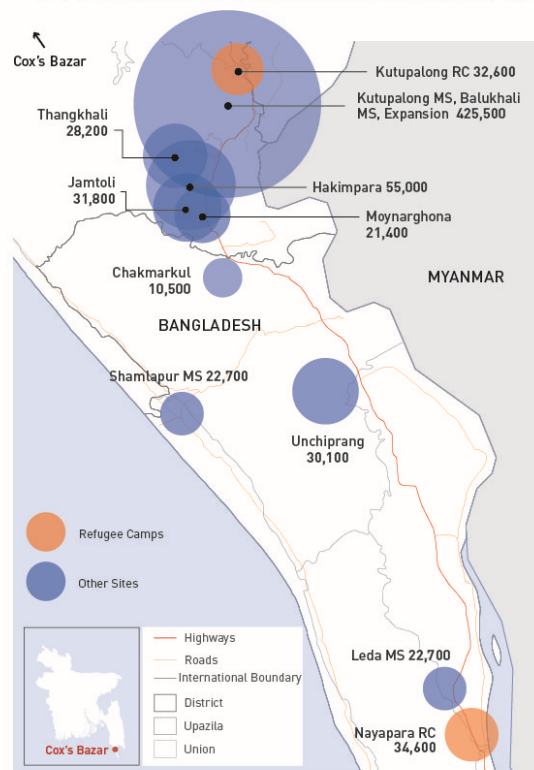 Cox's Bazar
Kutupalong RC 32,600
Kutupalong MS, Balukhali
MS, Expansion 425,500
Thangkhali
28,200
Hakimpara 55,000
Jamtoli
31,800
Moynarghona
21,400
Chakmarkul
10,500
MYANMAR
BANGLADESH
Shamlapur MS 22,700
Unchiprang
30,100
Refugee Camps
Other Sites
Leda MS 22,700
Nayapara RC
34,600
Highways
Roads
International Boundary
District
Upazila
Union
Cox's Bazar